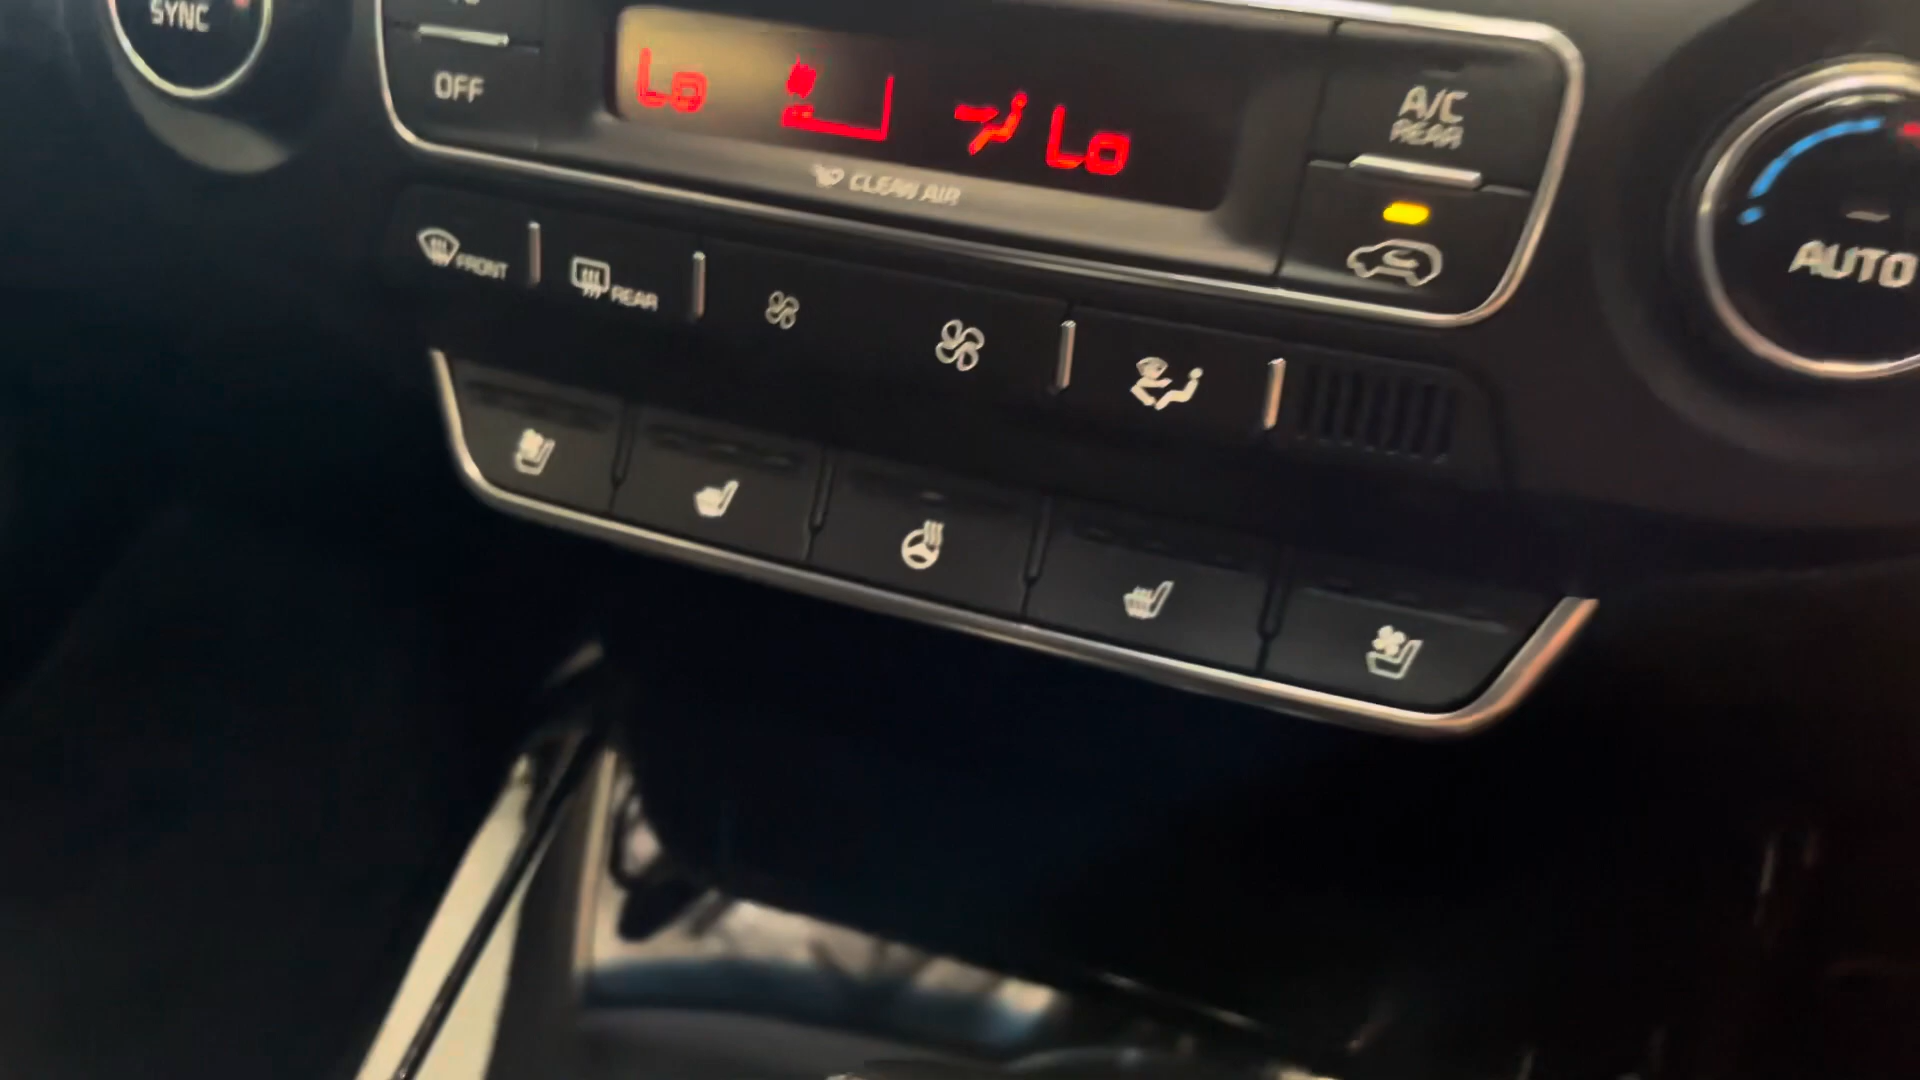 SYNC
OFF
Lo
Lo
CLEAN AIR
A/C
REAR
AUTO
FRONT
REAR